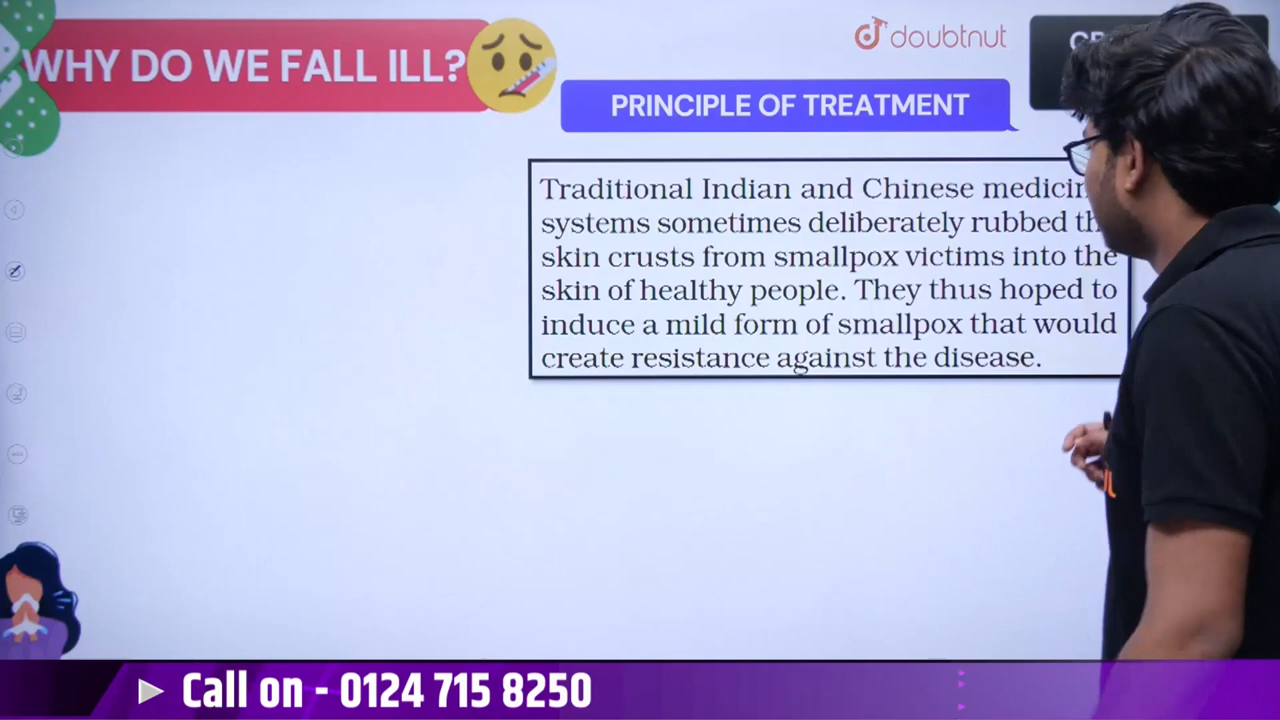 WHY DO WE FALL ILL?
doubtnut
PRINCIPLE OF TREATMENT
Traditional Indian and Chinese
systems sometimes deliberately rubbed
skin crusts from smallpox victims into the
skin of healthy people. They thus hoped to
induce a mild form of smallpox that would
create resistance against the disease.
Call on - 0124 715 8250